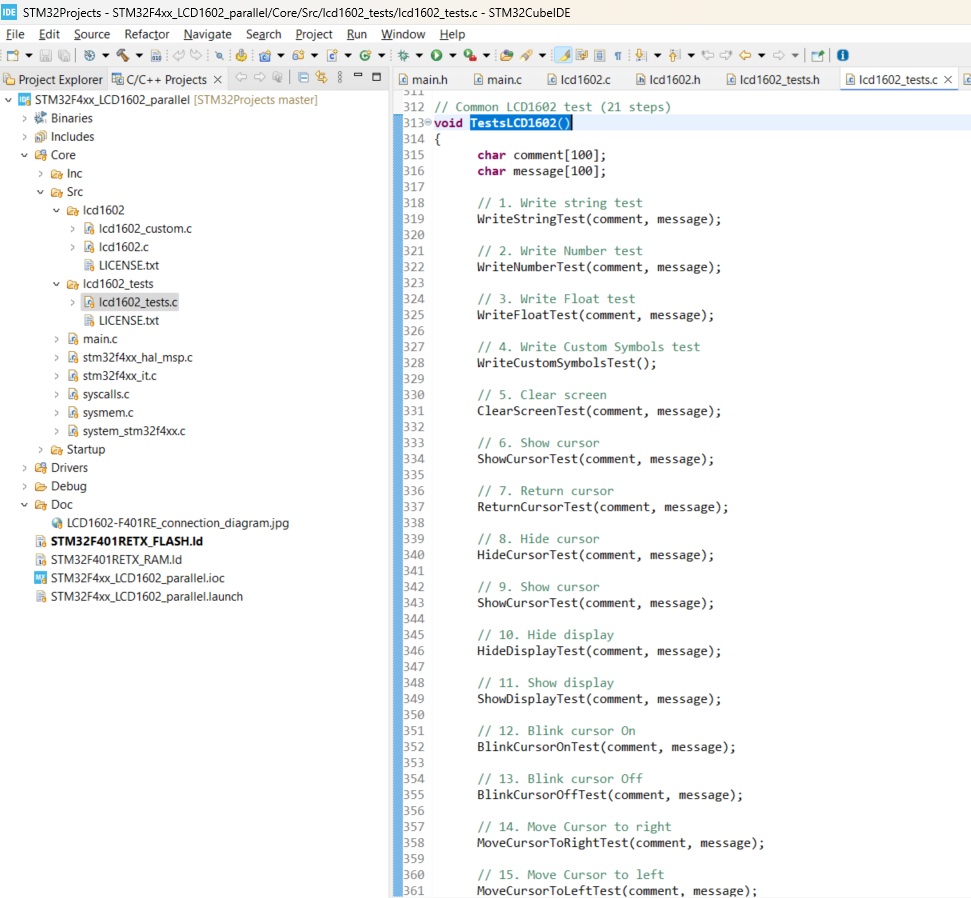 IDE STM32Projects - STM32F4xx_LCD1602_parallel/Core/Src/lcd1602_tests/lcd1602_tests.c - STM32CubeIDE
File Edit Source Refactor Navigate Search Project Run Window Help
Project Explorer C/C++ Projects
main.h main.c lcd1602.c lcd1602.h lcd1602_tests.h lcd1602_tests.c
STM32F4xx_LCD1602_parallel [STM32Projects master]
Binaries
Includes
Core
Inc
Src
lcd1602
lcd1602_custom.c
lcd1602.c
LICENSE.txt
lcd1602_tests
lcd1602_tests.c
LICENSE.txt
main.c
stm32f4xx_hal_msp.c
stm32f4xx_it.c
syscalls.c
sysmem.c
system_stm32f4xx.c
Startup
Drivers
Debug
Doc
LCD1602-F401RE_connection_diagram.jpg
STM32F401RETX_FLASH.ld
STM32F401RETX_RAM.ld
STM32F4xx_LCD1602_parallel.ioc
STM32F4xx_LCD1602_parallel.launch
311
312 // Common LCD1602 test (21 steps)
313 void TestsLCD1602()
314 {
315 char comment[100];
316 char message[100];
317
318 // 1. Write string test
319 WriteStringTest(comment, message);
320
321 // 2. Write Number test
322 WriteNumberTest(comment, message);
323
324 // 3. Write Float test
325 WriteFloatTest(comment, message);
326
327 // 4. Write Custom Symbols test
328 WriteCustomSymbolsTest();
329
330 // 5. Clear screen
331 ClearScreenTest(comment, message);
332
333 // 6. Show cursor
334 ShowCursorTest(comment, message);
335
336 // 7. Return cursor
337 ReturnCursorTest(comment, message);
338
339 // 8. Hide cursor
340 HideCursorTest(comment, message);
341
342 // 9. Show cursor
343 ShowCursorTest(comment, message);
344
345 // 10. Hide display
346 HideDisplayTest(comment, message);
347
348 // 11. Show display
349 ShowDisplayTest(comment, message);
350
351 // 12. Blink cursor On
352 BlinkCursorOnTest(comment, message);
353
354 // 13. Blink cursor Off
355 BlinkCursorOffTest(comment, message);
356
357 // 14. Move Cursor to right
358 MoveCursorToRightTest(comment, message);
359
360 // 15. Move Cursor to left
361 MoveCursorToLeftTest(comment, message);